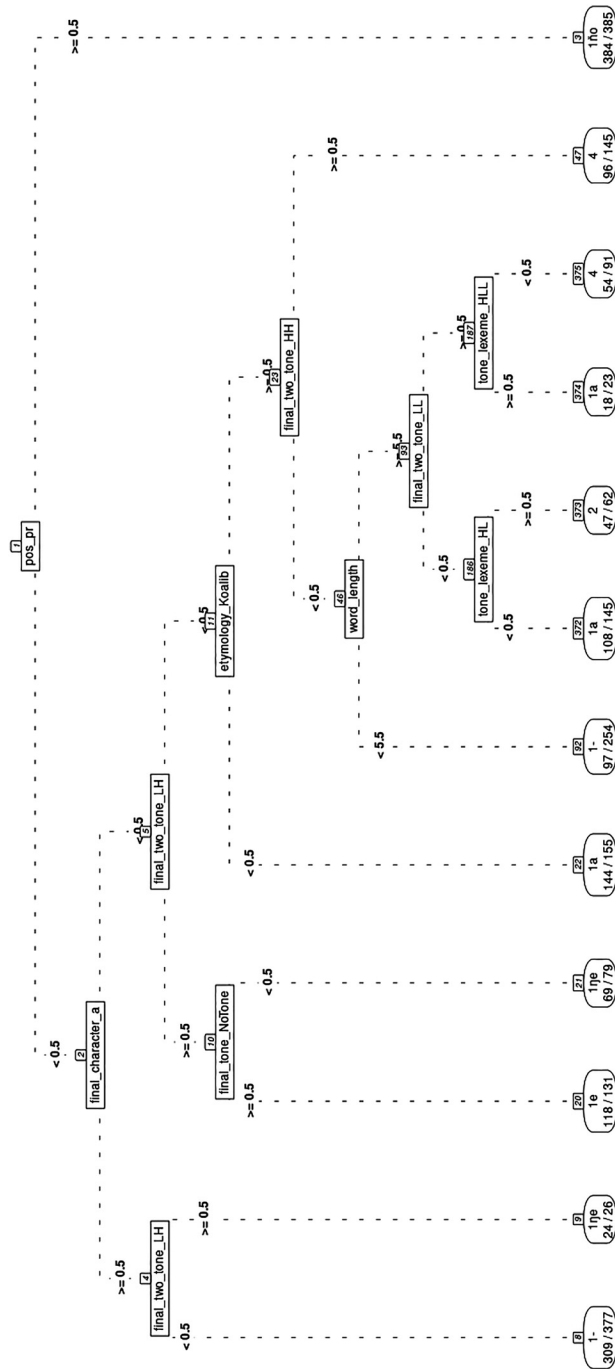 1
pos_pr
< 0.5
>= 0.5
2
final_character_a
>= 0.5
< 0.5
4
final_two_tone_LH
5
final_two_tone_LH
< 0.5
>= 0.5
>= 0.5
< 0.5
10
final_tone_NoTone
11
etymology_Koalib
>= 0.5
< 0.5
< 0.5
>= 0.5
23
final_two_tone_HH
< 0.5
>= 0.5
46
word_length
< 5.5
>= 5.5
93
final_two_tone_LL
< 0.5
>= 0.5
186
tone_lexeme_HL
187
tone_lexeme_HLL
< 0.5
>= 0.5
>= 0.5
< 0.5
8
1-
309 / 377
9
1ŋe
24 / 26
20
1e
118 / 131
21
1ŋe
69 / 79
22
1a
144 / 155
92
1-
97 / 254
372
1a
108 / 145
373
2
47 / 62
374
1a
18 / 23
375
4
54 / 91
47
4
96 / 145
3
1ño
384 / 385